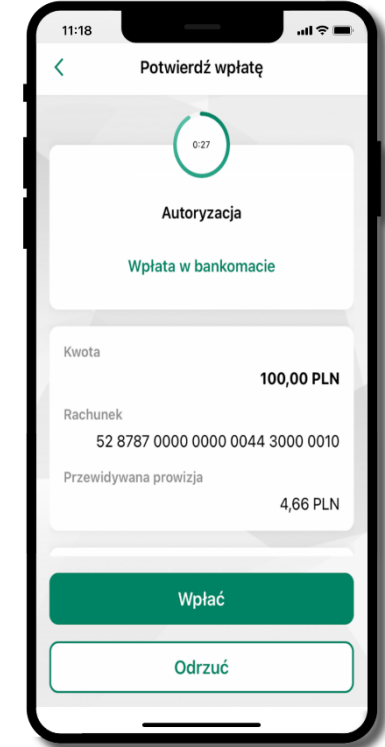 11:18
Potwierdź wpłatę
0:27
Autoryzacja
Wpłata w bankomacie
Kwota
100,00 PLN
Rachunek
52 8787 0000 0000 0044 3000 0010
Przewidywana prowizja
4,66 PLN
Wpłać
Odrzuć